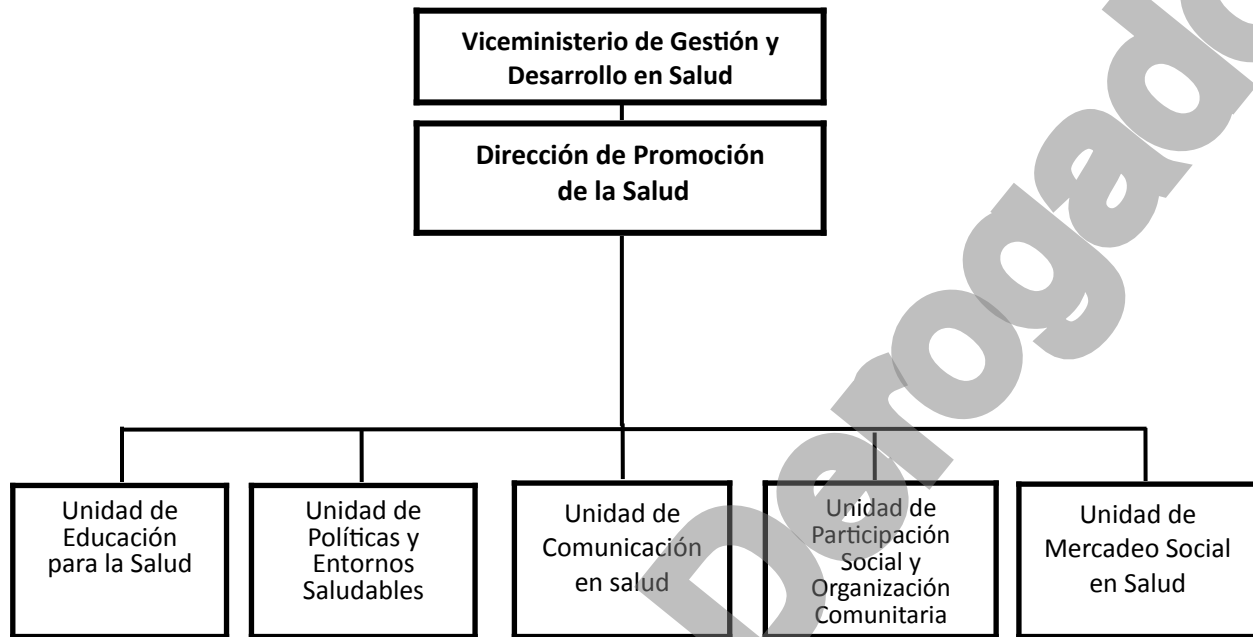 Viceministerio de Gestión y
Desarrollo en Salud
Dirección de Promoción
de la Salud
Unidad de
Educación
para la Salud
Unidad de
Políticas y
Entornos
Saludables
Unidad de
Comunicación
en salud
Unidad de
Participación
Social y
Organización
Comunitaria
Unidad de
Mercadeo Social
en Salud
Derogado